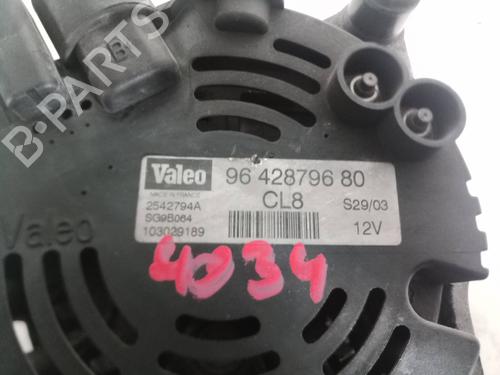 B
B-PARTS
Valeo
MADE IN FRANCE
96 428796 80
2542794A
CL8
S29/03
SG9B064
103029189
12V
Valeo
4034